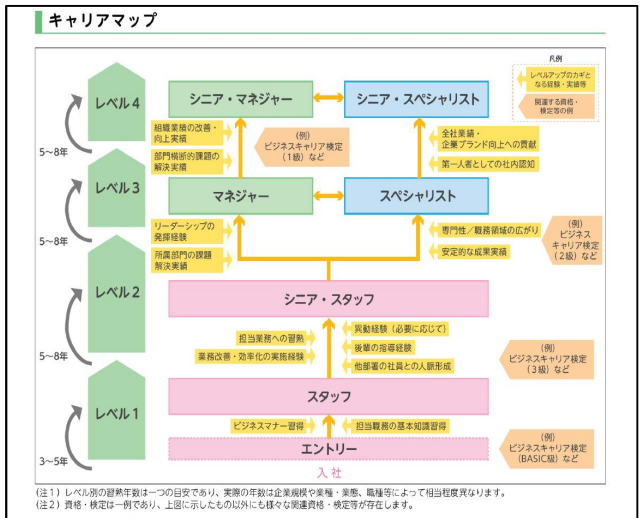 キャリアマップ
凡例
レベルアップのカギと
なる経験・実績等
関連する資格・
検定等の例
レベル4
シニア・マネジャー
シニア・スペシャリスト
組織業績の改善・
向上実績
部門横断的課題の
解決実績
(例)
ビジネスキャリア検定
(1級)など
全社業績・
企業ブランド向上への貢献
第一人者としての社内認知
5~8年
レベル3
マネジャー
スペシャリスト
リーダーシップの
発揮経験
所属部門の課題
解決実績
専門性/職務領域の広がり
安定的な成果実績
(例)
ビジネス
キャリア検定
(2級)など
5~8年
レベル2
シニア・スタッフ
担当業務への習熟
業務改善・効率化の実施経験
異動経験(必要に応じて)
後輩の指導経験
他部署の社員との人脈形成
(例)
ビジネスキャリア検定
(3級)など
5~8年
レベル1
スタッフ
ビジネスマナー習得
担当職務の基本知識習得
エントリー
(例)
ビジネスキャリア検定
(BASIC級)など
3~5年
入社
(注1)レベル別の習熟年数は一つの目安であり、実際の年数は企業規模や業種・業態、職種等によって相当程度異なります。
(注2)資格・検定は一例であり、上図に示したもの以外にも様々な関連資格・検定等が存在します。